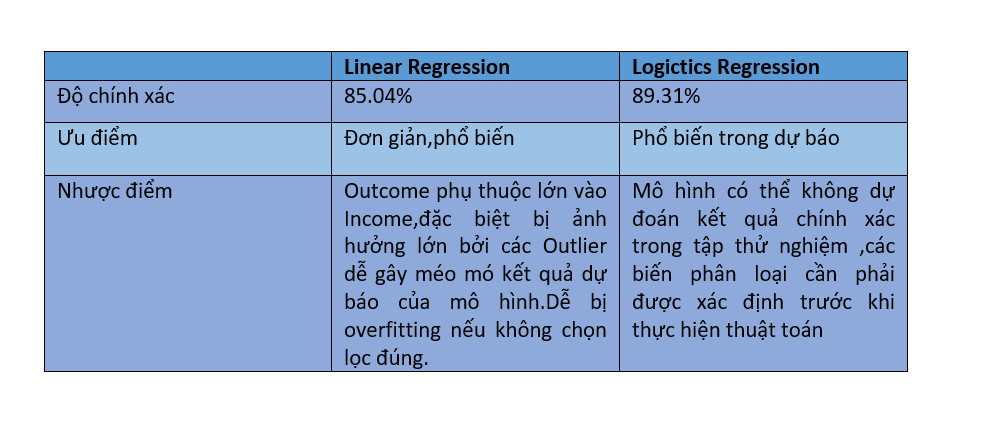 Linear Regression
Logictics Regression
Độ chính xác
85.04%
89.31%
Ưu điểm
Đơn giản,phổ biến
Phổ biến trong dự báo
Nhược điểm
Outcome phụ thuộc lớn vào
Income,đặc biệt bị ảnh
hưởng lớn bởi các Outlier
dễ gây méo mó kết quả dự
báo của mô hình.Dễ bị
overfitting nếu không chọn
lọc đúng.
Mô hình có thể không dự
đoán kết quả chính xác
trong tập thử nghiệm ,các
biến phân loại cần phải
được xác định trước khi
thực hiện thuật toán